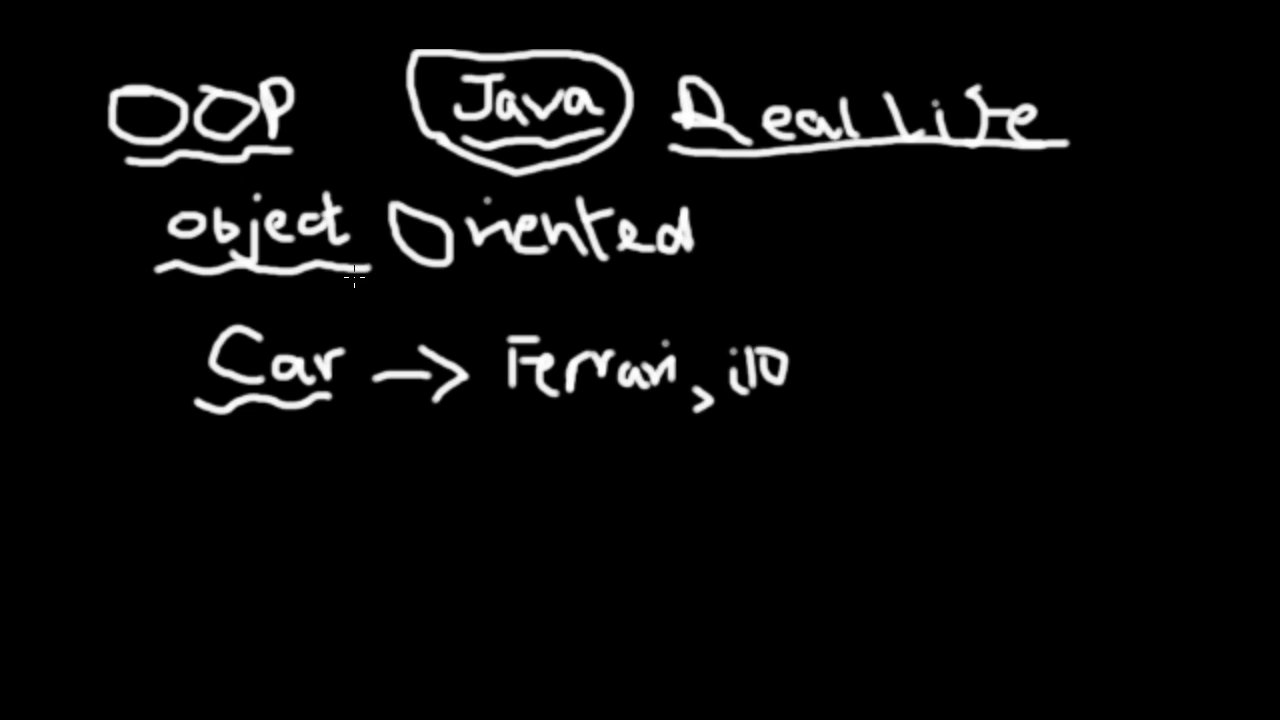 OOP Java Real Life
object Oriented
Car → Ferrari, i10